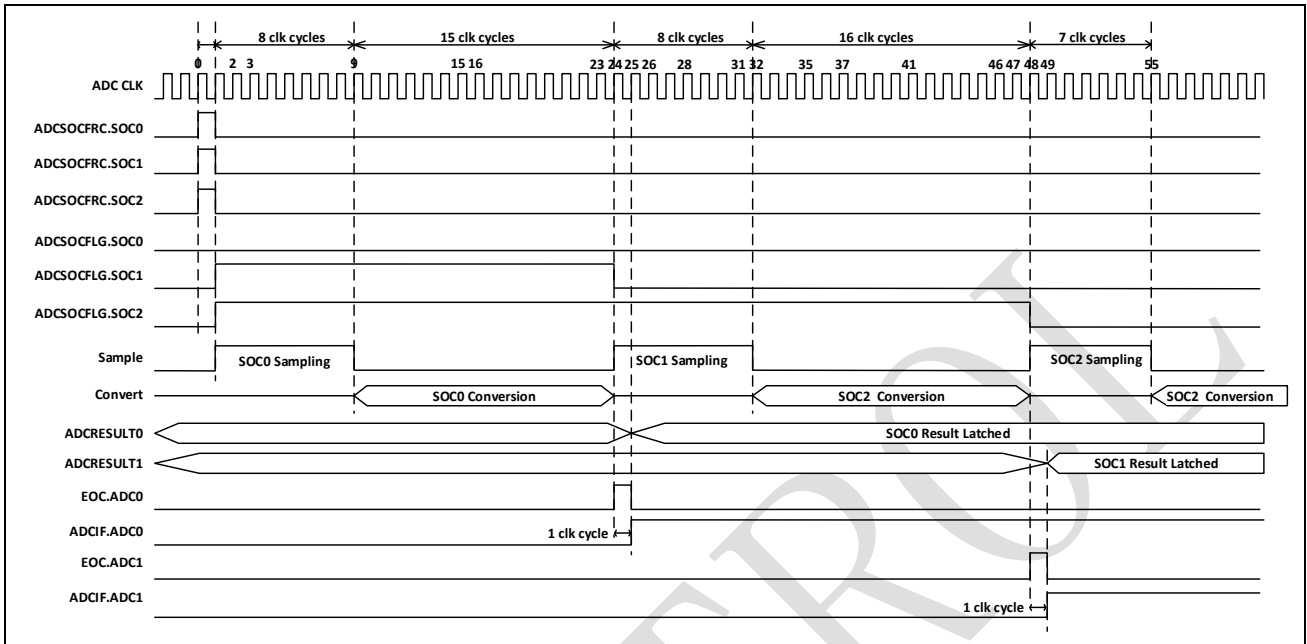 8 clk cycles 15 clk cycles 8 clk cycles 16 clk cycles 7 clk cycles
0 2 3 9 15 16 23 24 25 26 28 31 32 35 37 41 46 47 48 49 55
ADC CLK
ADCSOCFRC.SOC0
ADCSOCFRC.SOC1
ADCSOCFRC.SOC2
ADCSOCFLG.SOC0
ADCSOCFLG.SOC1
ADCSOCFLG.SOC2
Sample SOC0 Sampling SOC1 Sampling SOC2 Sampling
Convert SOC0 Conversion SOC2 Conversion SOC2 Conversion
ADCRESULT0 SOC0 Result Latched
ADCRESULT1 SOC1 Result Latched
EOC.ADC0
ADCIF.ADC0 1 clk cycle
EOC.ADC1
ADCIF.ADC1 1 clk cycle
TROL